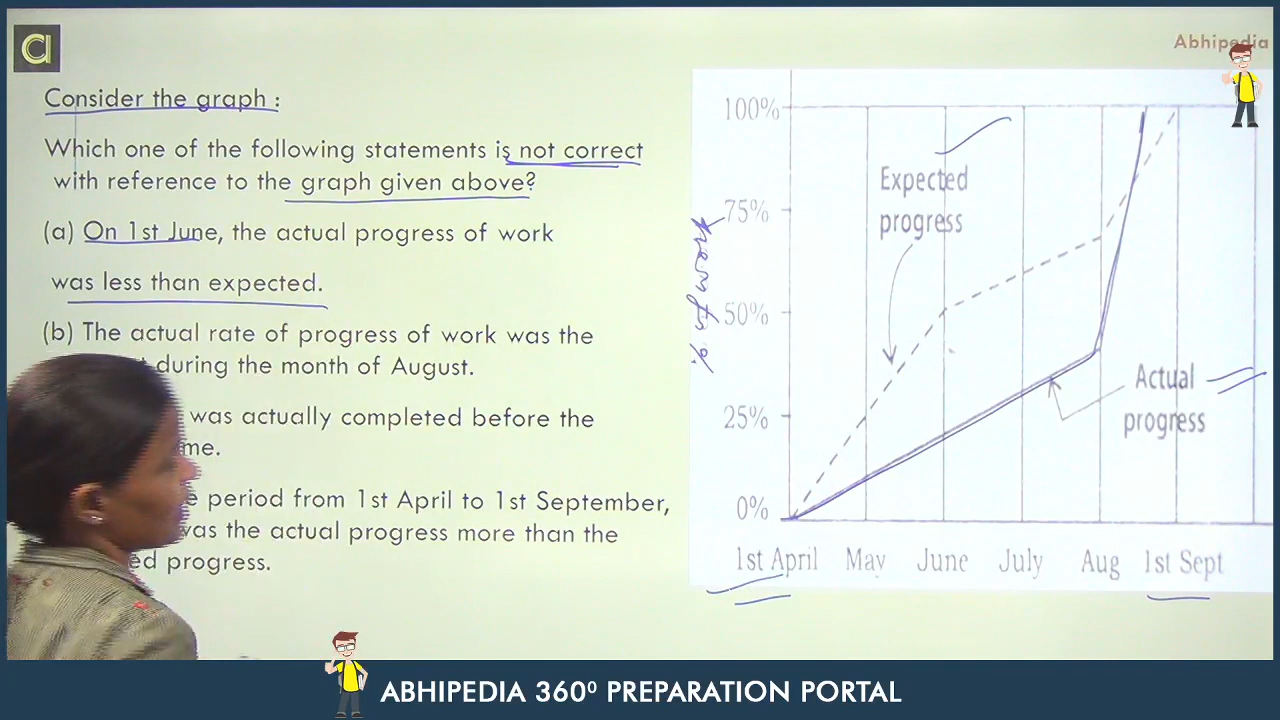 Abhipedia
Consider the graph :
Which one of the following statements is not correct
with reference to the graph given above?
(a) On 1st June, the actual progress of work
was less than expected.
(b) The actual rate of progress of work was the
during the month of August.
was actually completed before the
period from 1st April to 1st September,
was the actual progress more than the
progress.
100%
75%
50%
25%
0%
Expected
progress
Actual
progress
1st April May June July Aug 1st Sept
ABHIPEDIA 360⁰ PREPARATION PORTAL